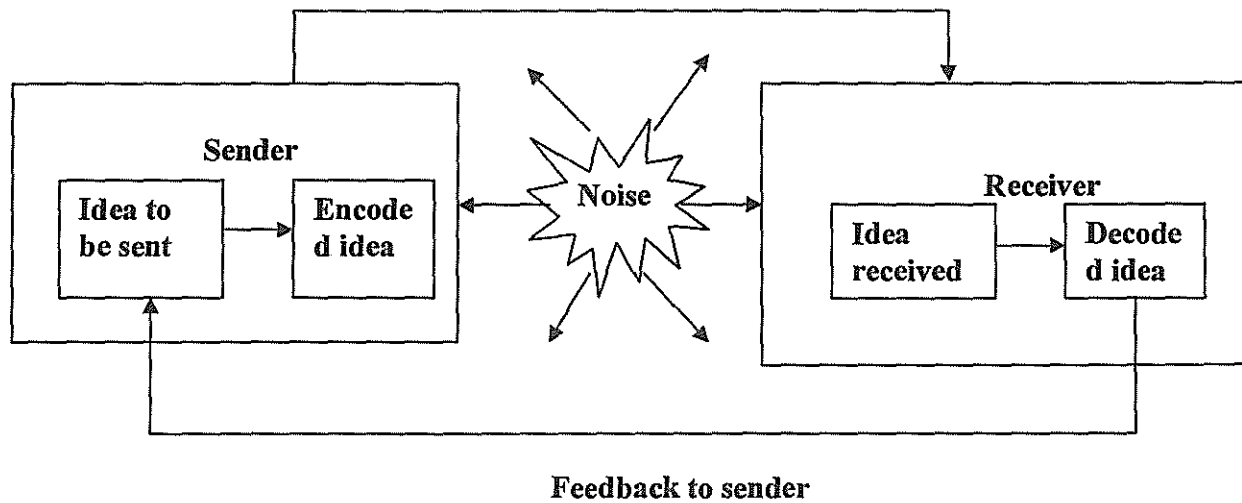 Sender
Idea to
be sent
Encode
d idea
Noise
Receiver
Idea
received
Decode
d idea
Feedback to sender